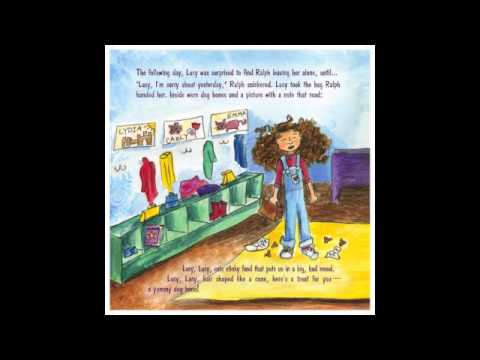 The following day, Lucy was surprised to find Ralph leaving her alone, until...
"Lucy, I'm sorry about yesterday," Ralph snickered. Lucy took the bag Ralph
handed her. Inside were dog bones and a picture with a note that read:
LYDIA
CARLY
EMMA
Lucy, Lucy, eats stinky food that puts us in a big, bad mood.
Lucy, Lucy, hair shaped like a cone, here's a treat for you—
a yummy dog bone!